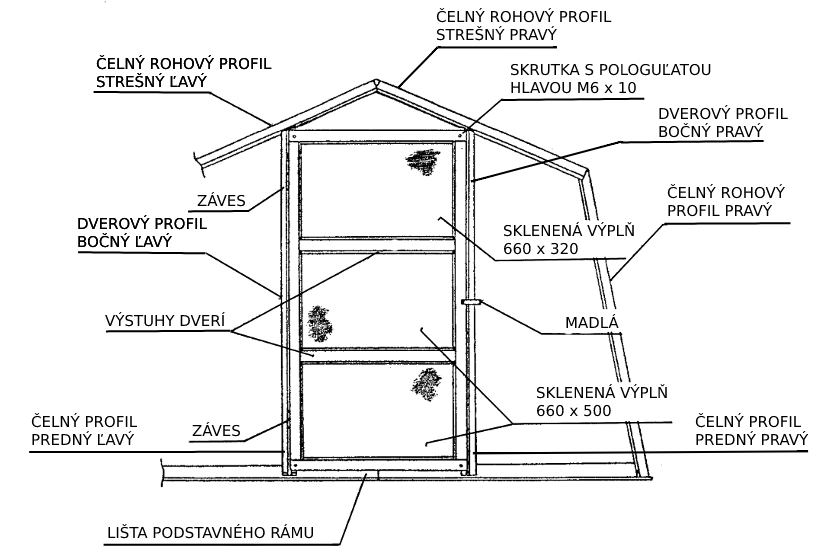 ČELNÝ ROHOVÝ PROFIL
STREŠNÝ PRAVÝ
ČELNÝ ROHOVÝ PROFIL
STREŠNÝ ĽAVÝ
SKRUTKA S POLOGUĽATOU
HLAVOU M6 x 10
DVEROVÝ PROFIL
BOČNÝ PRAVÝ
ZÁVES
ČELNÝ ROHOVÝ
PROFIL PRAVÝ
DVEROVÝ PROFIL
BOČNÝ ĽAVÝ
SKLENENÁ VÝPLŇ
660 x 320
VÝSTUHY DVERÍ
MADLÁ
SKLENENÁ VÝPLŇ
660 x 500
ČELNÝ PROFIL
PREDNÝ ĽAVÝ
ZÁVES
ČELNÝ PROFIL
PREDNÝ PRAVÝ
LIŠTA PODSTAVNÉHO RÁMU